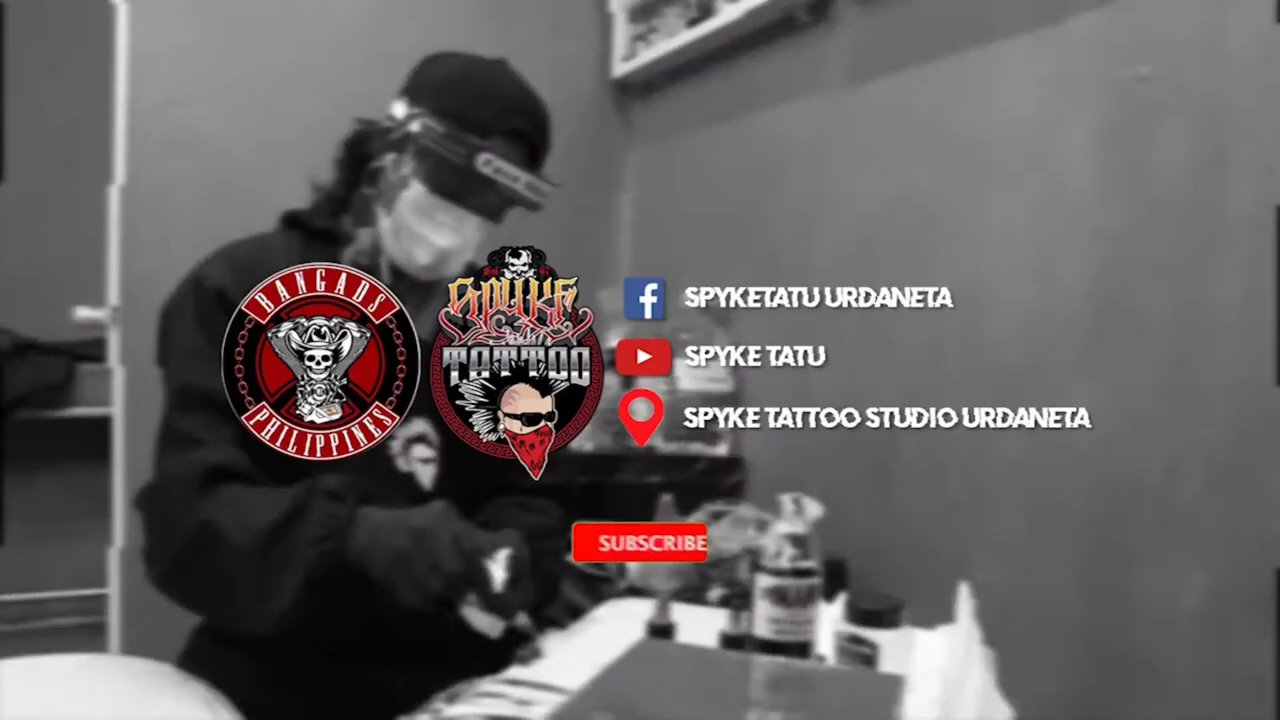 BANGADS
PHILIPPINES
SPYKE
TATTOO
SPYKETATU URDANETA
SPYKE TATU
SPYKE TATTOO STUDIO URDANETA
SUBSCRIBE